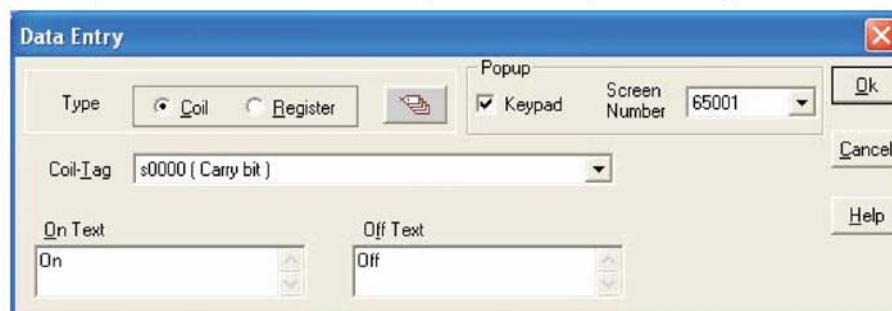 Data Entry
Popup
Type
Coil
Register
Keypad
Screen Number
65001
Ok
Coil-Tag
s0000 ( Carry bit )
Cancel
On Text
Off Text
Help
On
Off